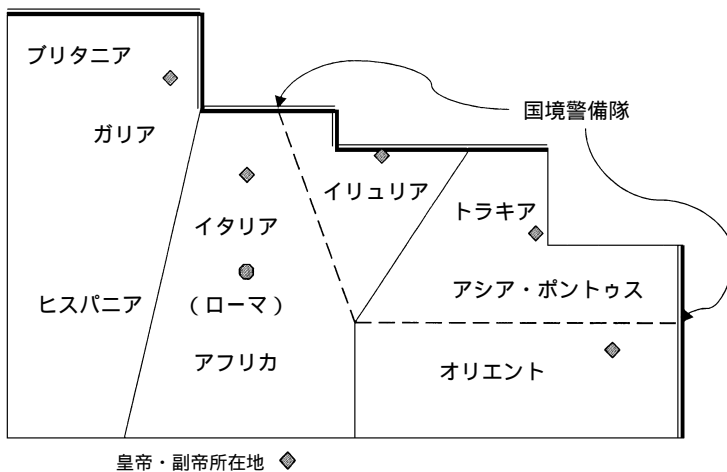 ブリタニア
ガリア
国境警備隊
イリュリア
トラキア
イタリア
アシア・ポントゥス
ヒスパニア
(ローマ)
アフリカ
オリエント
皇帝・副帝所在地